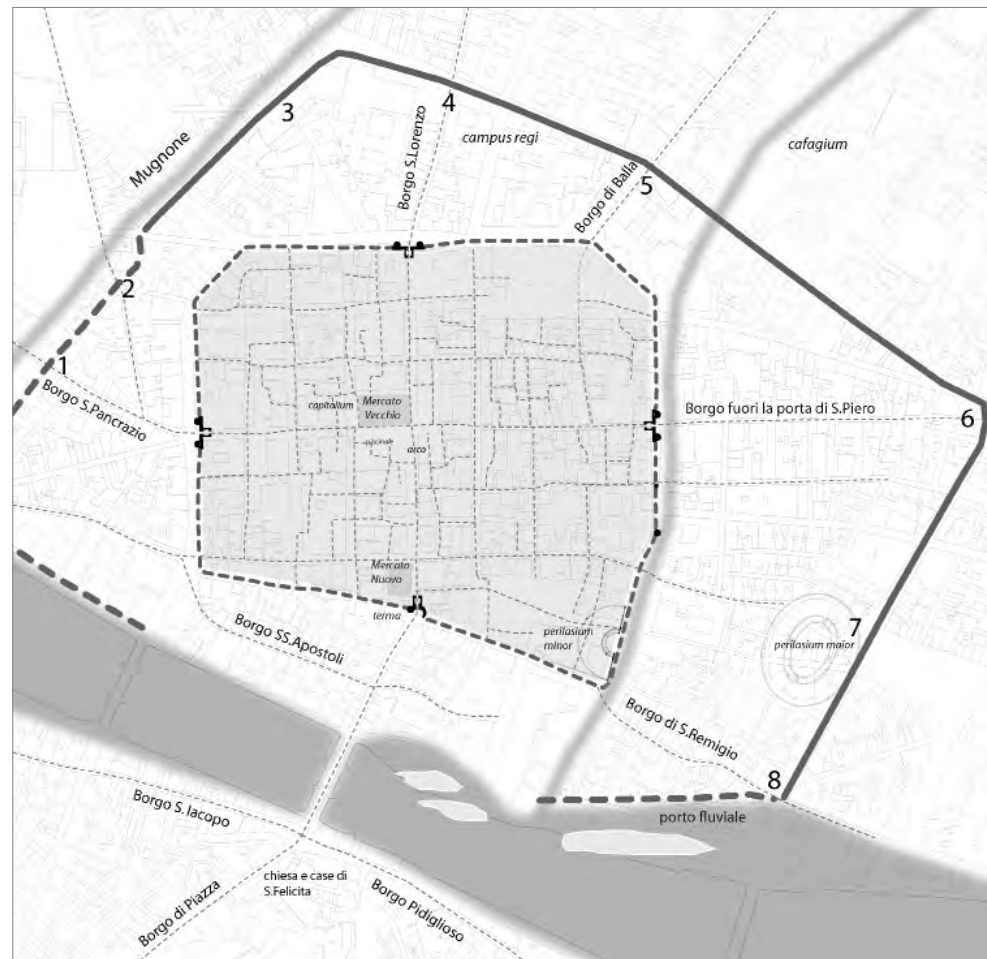 3
4
Borgo S.Lorenzo
campus regi
cafagium
Mugnone
Borgo di Balla
5
2
1
Borgo S.Pancrazio
capitolium
Mercato
Vecchio
piscinale
arco
Borgo fuori la porta di S.Piero
6
Mercato
Nuovo
terma
perilasium
minor
7
perilasium maior
Borgo SS.Apostoli
Borgo di S.Remigio
8
porto fluviale
Borgo S.Iacopo
chiesa e case di
S.Felicita
Borgo di Piazza
Borgo Pidiglioso